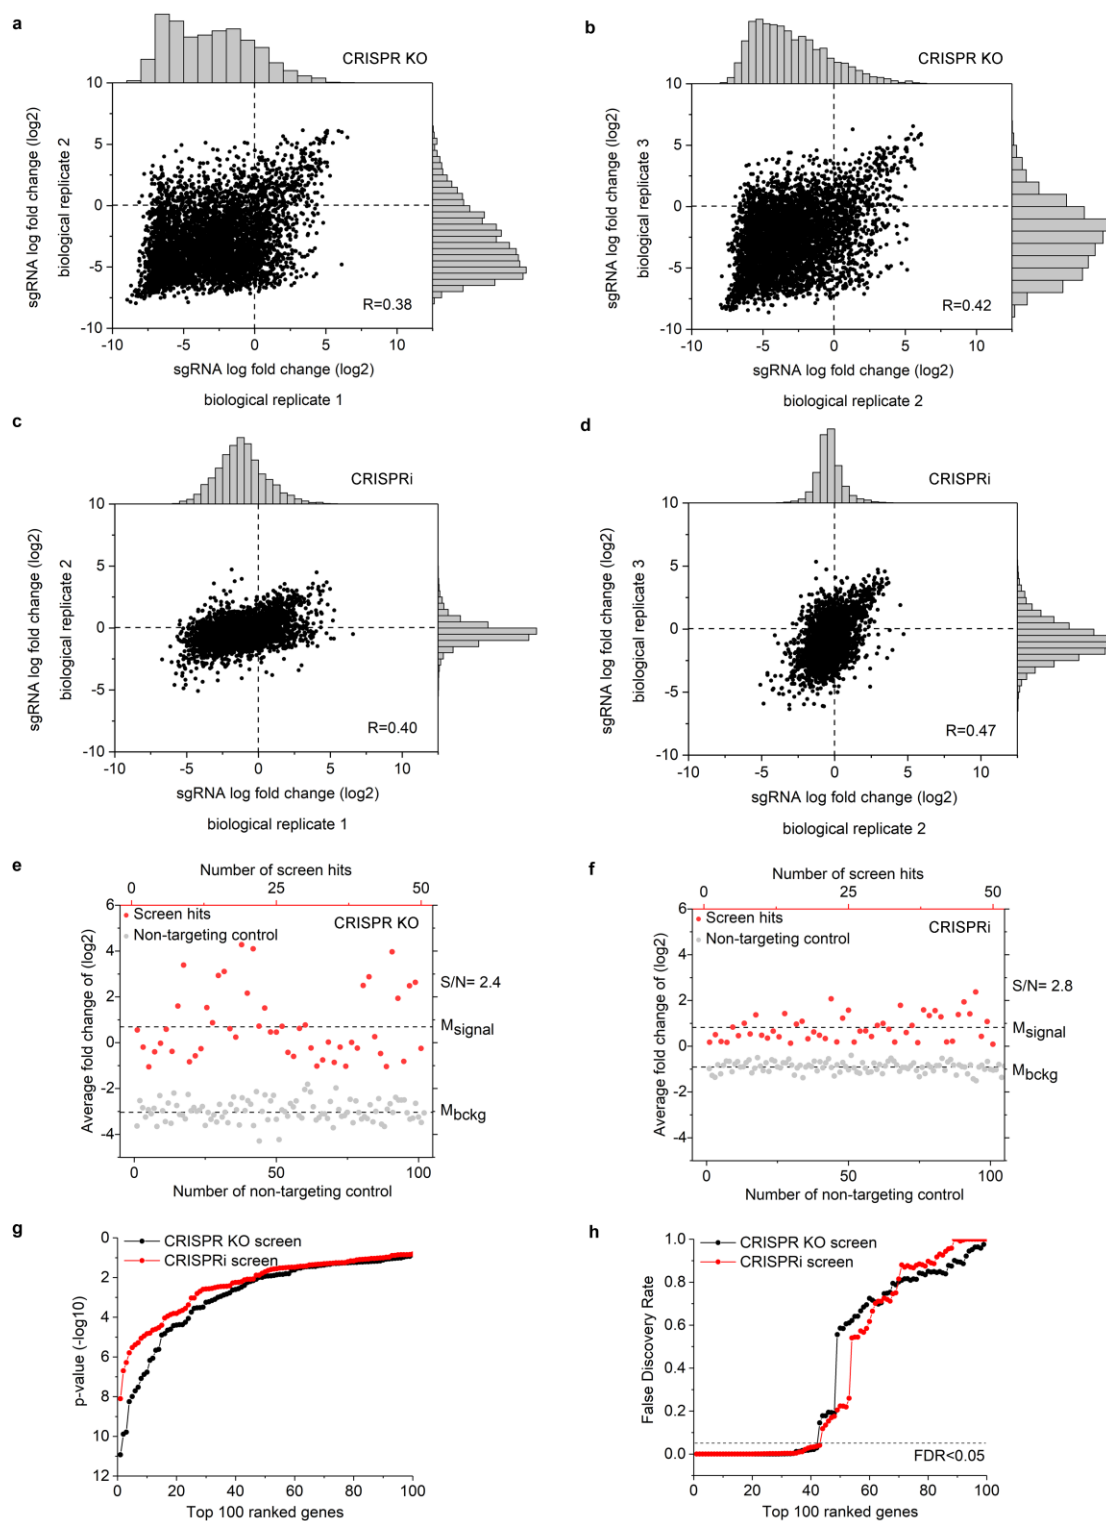 a
CRISPR KO
10
5
0
-5
-10
sgRNA log fold change (log2)
biological replicate 2
R=0.38
-10
-5
0
5
10
sgRNA log fold change (log2)
biological replicate 1
b
CRISPR KO
10
5
0
-5
-10
sgRNA log fold change (log2)
biological replicate 3
R=0.42
-10
-5
0
5
10
sgRNA log fold change (log2)
biological replicate 2
c
CRISPRi
10
5
0
-5
-10
sgRNA log fold change (log2)
biological replicate 2
R=0.40
-10
-5
0
5
10
sgRNA log fold change (log2)
biological replicate 1
d
CRISPRi
10
5
0
-5
-10
sgRNA log fold change (log2)
biological replicate 3
R=0.47
-10
-5
0
5
10
sgRNA log fold change (log2)
biological replicate 2
e
Number of screen hits
0
25
50
6
4
2
0
-2
-4
Average fold change of (log2)
Screen hits
Non-targeting control
CRISPR KO
S/N= 2.4
Msignal
Mbckg
0
50
100
Number of non-targeting control
f
Number of screen hits
0
25
50
6
4
2
0
-2
-4
Average fold change of (log2)
Screen hits
Non-targeting control
CRISPRi
S/N= 2.8
Msignal
Mbckg
0
50
100
Number of non-targeting control
g
0
2
4
6
8
10
12
p-value (-log10)
CRISPR KO screen
CRISPRi screen
0
20
40
60
80
100
Top 100 ranked genes
h
1.0
0.8
0.6
0.4
0.2
0.0
False Discovery Rate
CRISPR KO screen
CRISPRi screen
FDR<0.05
0
20
40
60
80
100
Top 100 ranked genes